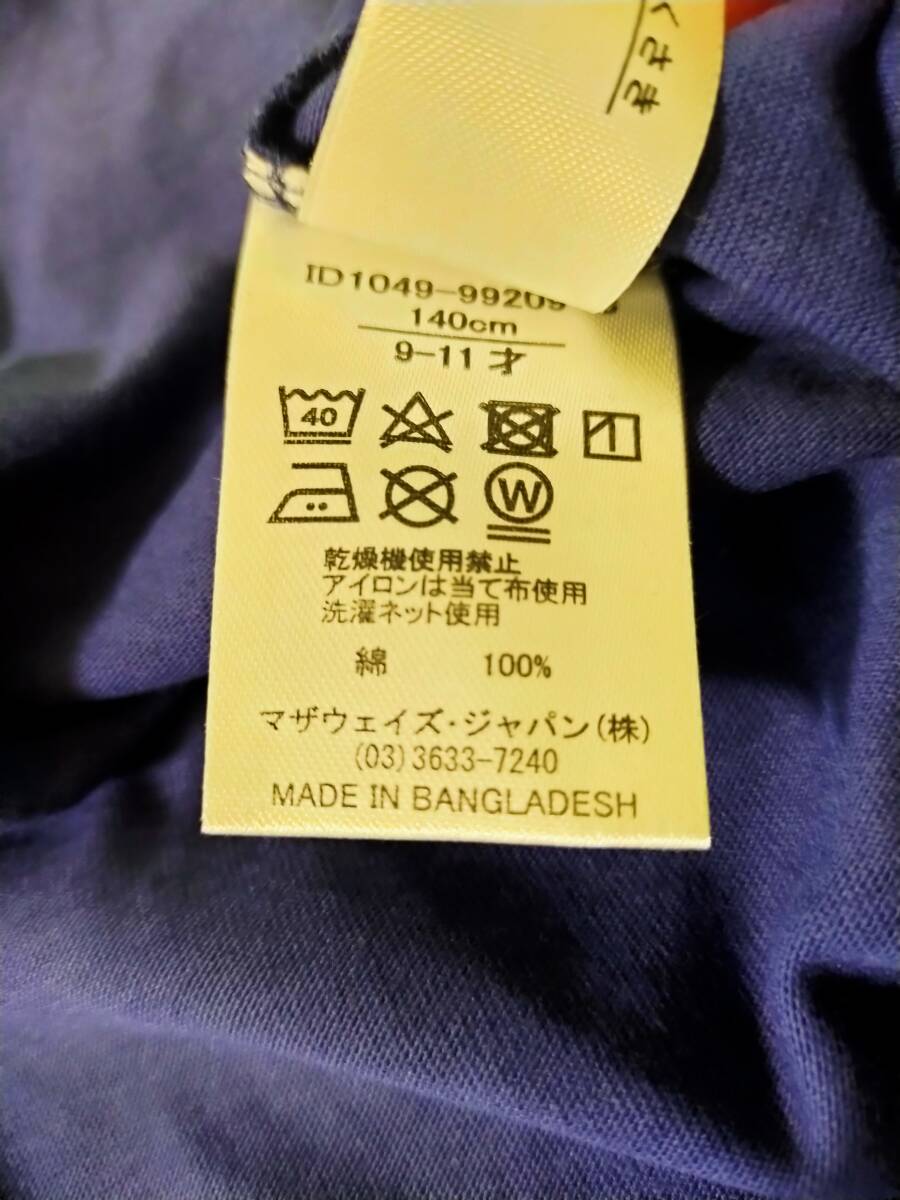 ID1049-99209
140cm
9-11 才
40
W
乾燥機使用禁止
アイロンは当て布使用
洗濯ネット使用
綿 100%
マザウェイズ・ジャパン(株)
(03)3633-7240
MADE IN BANGLADESH